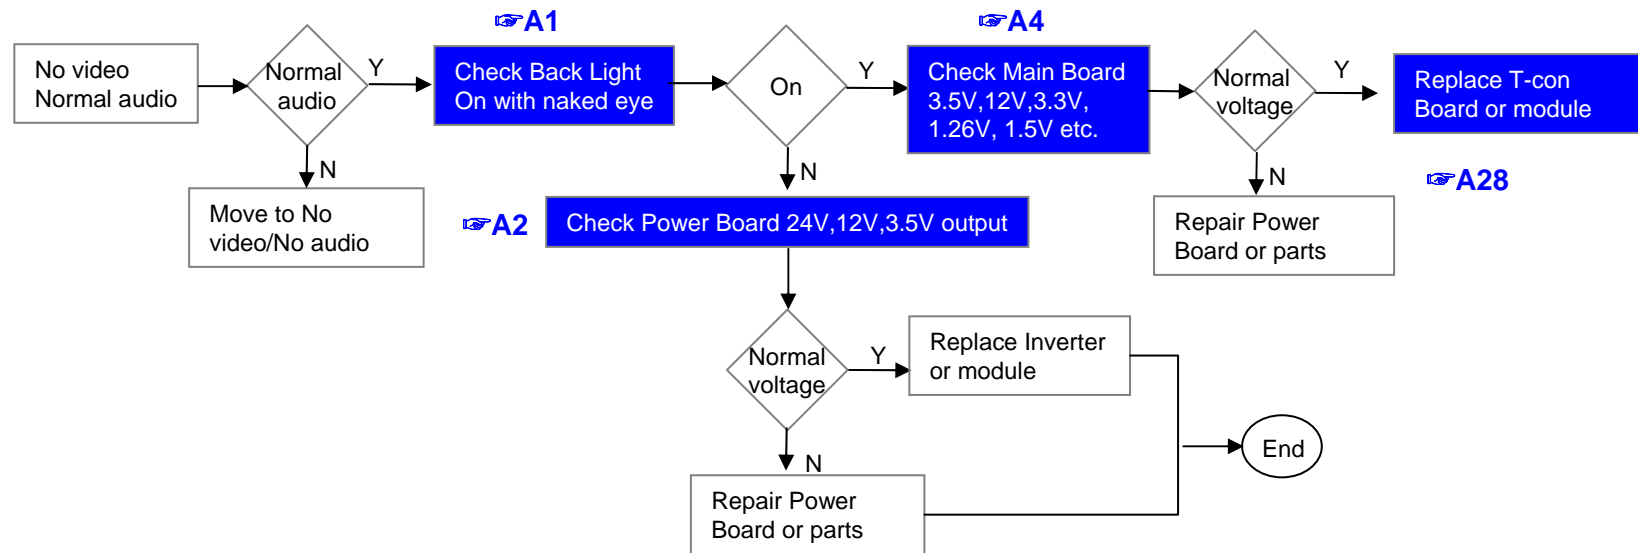 ☞A1
☞A4
No video
Normal audio
Normal
audio
Y
Check Back Light
On with naked eye
On
Y
Check Main Board
3.5V,12V,3.3V,
1.26V, 1.5V etc.
Normal
voltage
Y
Replace T-con
Board or module
N
Move to No
video/No audio
N
☞A2
Check Power Board 24V,12V,3.5V output
N
Repair Power
Board or parts
☞A28
Normal
voltage
Y
Replace Inverter
or module
End
N
Repair Power
Board or parts